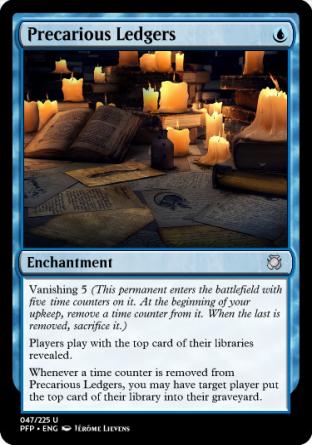 Precarious Ledgers
Enchantment
Vanishing 5 (This permanent enters the battlefield with
five time counters on it. At the beginning of your
upkeep, remove a time counter from it. When the last is
removed, sacrifice it.)
Players play with the top card of their libraries
revealed.
Whenever a time counter is removed from
Precarious Ledgers, you may have target player put
the top card of their library into their graveyard.
047/225 U
PFP • ENG Jérôme Lievens